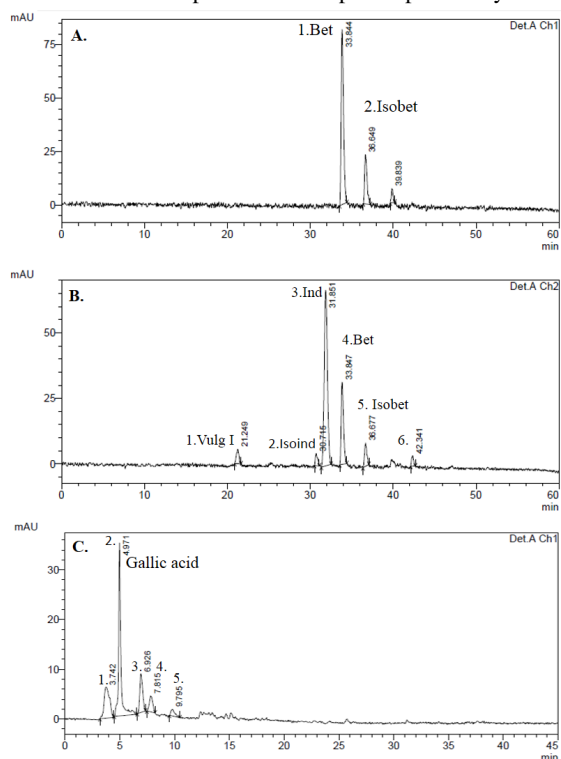 mAU
A.
Det.A Ch1
1.Bet
33.844
2.Isobet
36.649
39.839
75
50
25
0
0 10 20 30 40 50 60
min
mAU
B.
Det.A Ch2
3.Ind
31.851
4.Bet
33.847
5. Isobet
36.677
6.
42.341
1.Vulg I
21.249
2.Isoind
30.715
50
25
0
0 10 20 30 40 50 60
min
mAU
C.
Det.A Ch1
2.
4.971
Gallic acid
1.
3.742
3.
6.926
4.
7.815
5.
9.795
30
20
10
0
0 5 10 15 20 25 30 35 40 45
min